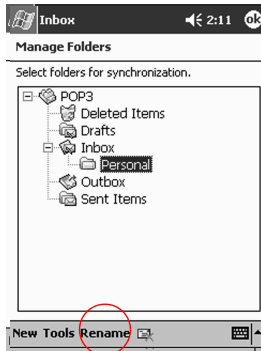 Inbox 2:11 ok
Manage Folders
Select folders for synchronization.
POP3
Deleted Items
Drafts
Inbox
Personal
Outbox
Sent Items
New Tools Rename